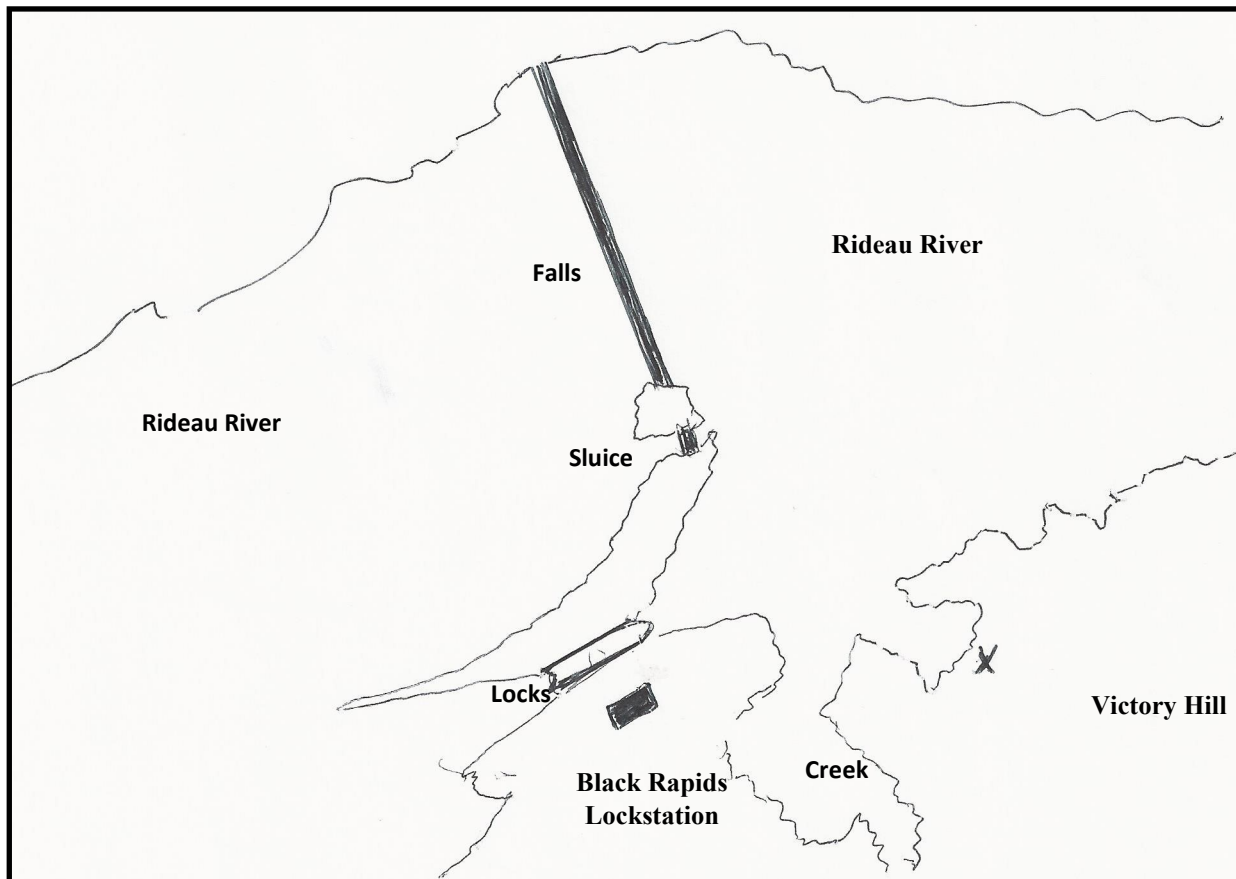 Rideau River
Falls
Rideau River
Sluice
Locks
X
Victory Hill
Creek
Black Rapids
Lockstation